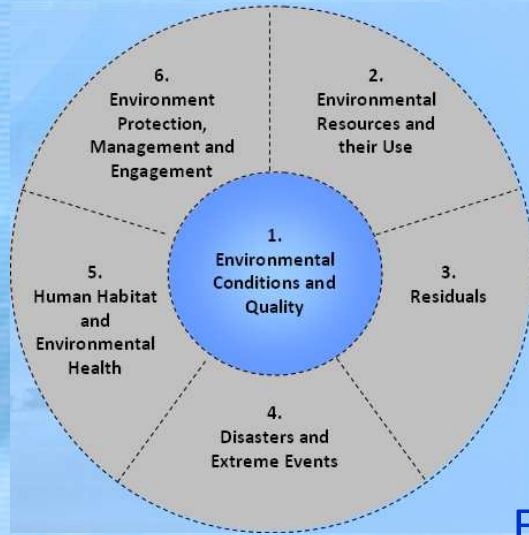 1.
Environmental
Conditions and
Quality
2.
Environmental
Resources and
their Use
3.
Residuals
4.
Disasters and
Extreme Events
5.
Human Habitat
and
Environmental
Health
6.
Environment
Protection,
Management and
Engagement